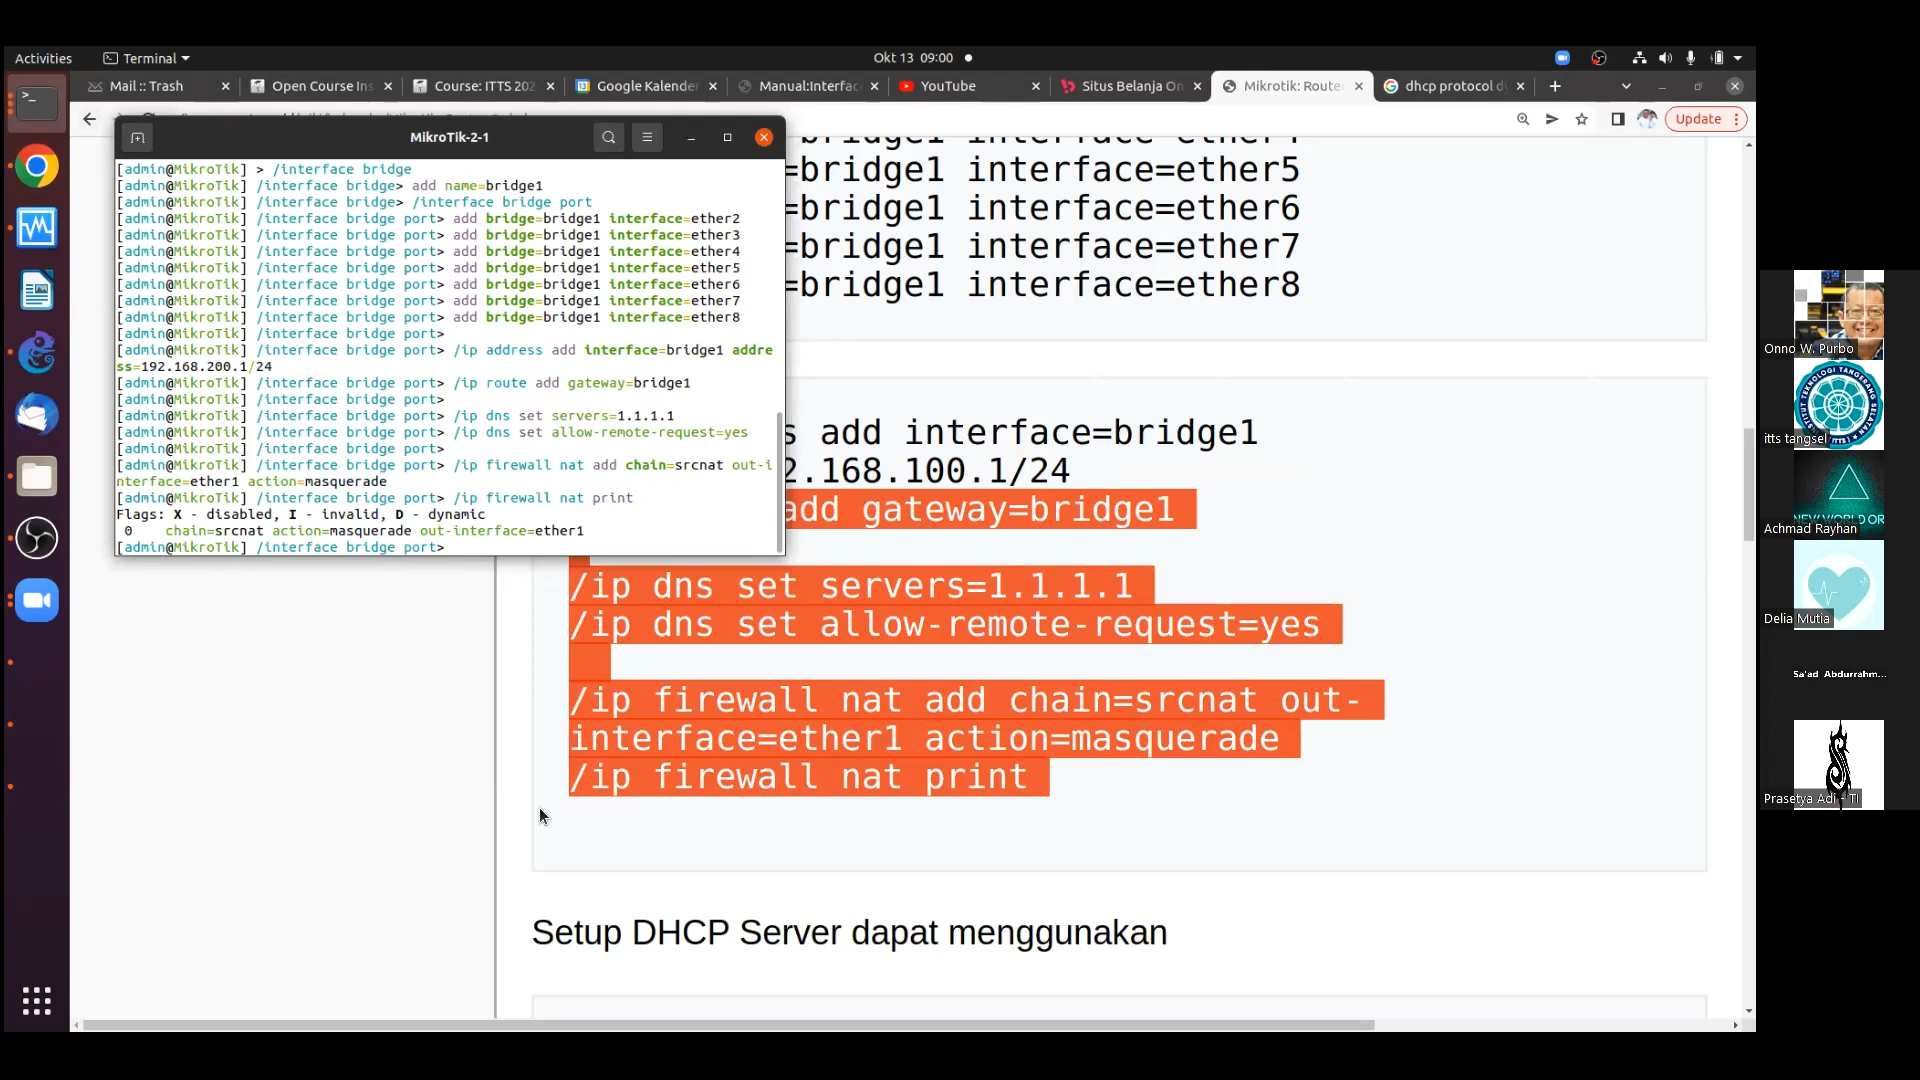 Activities
Terminal
Okt 13 09:00
Mail :: Trash
Open Course Ins
Course: ITTS 202
Google Kalender
Manual:Interfac
YouTube
Situs Belanja On
Mikrotik: Route
dhcp protocol d
Update
MikroTik-2-1
[admin@MikroTik] > /interface bridge
[admin@MikroTik] /interface bridge> add name=bridge1
[admin@MikroTik] /interface bridge> /interface bridge port
[admin@MikroTik] /interface bridge port> add bridge=bridge1 interface=ether2
[admin@MikroTik] /interface bridge port> add bridge=bridge1 interface=ether3
[admin@MikroTik] /interface bridge port> add bridge=bridge1 interface=ether4
[admin@MikroTik] /interface bridge port> add bridge=bridge1 interface=ether5
[admin@MikroTik] /interface bridge port> add bridge=bridge1 interface=ether6
[admin@MikroTik] /interface bridge port> add bridge=bridge1 interface=ether7
[admin@MikroTik] /interface bridge port> add bridge=bridge1 interface=ether8
[admin@MikroTik] /interface bridge port>
[admin@MikroTik] /interface bridge port> /ip address add interface=bridge1 addre
ss=192.168.200.1/24
[admin@MikroTik] /interface bridge port> /ip route add gateway=bridge1
[admin@MikroTik] /interface bridge port>
[admin@MikroTik] /interface bridge port> /ip dns set servers=1.1.1.1
[admin@MikroTik] /interface bridge port> /ip dns set allow-remote-request=yes
[admin@MikroTik] /interface bridge port>
[admin@MikroTik] /interface bridge port> /ip firewall nat add chain=srcnat out-i
nterface=ether1 action=masquerade
[admin@MikroTik] /interface bridge port> /ip firewall nat print
Flags: X - disabled, I - invalid, D - dynamic
0 chain=srcnat action=masquerade out-interface=ether1
[admin@MikroTik] /interface bridge port>
=bridge1 interface=ether5
=bridge1 interface=ether6
=bridge1 interface=ether7
=bridge1 interface=ether8
s add interface=bridge1
2.168.100.1/24
add gateway=bridge1
/ip dns set servers=1.1.1.1
/ip dns set allow-remote-request=yes
/ip firewall nat add chain=srcnat out-
interface=ether1 action=masquerade
/ip firewall nat print
Setup DHCP Server dapat menggunakan
Onno W. Purbo
INSTITUT TEKNOLOGI TANGERANG SELATAN
(ITTS)
itts tangsel
NEW WORLD OR
Achmad Rayhan
Delia Mutia
Sa'ad Abdurrahm...
Prasetya Adi - TI